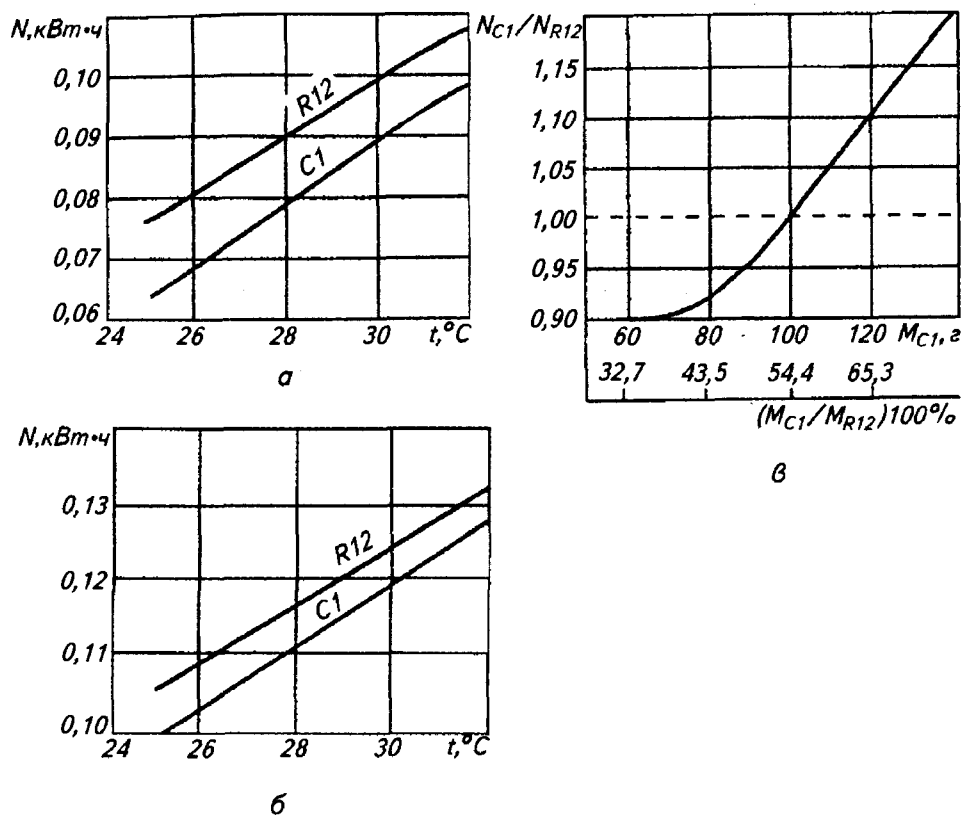 N,кВт·ч
0,10
0,09
0,08
0,07
0,06
R12
C1
24 26 28 30 t,°C
а
N_C1/N_R12
1,15
1,10
1,05
1,00
0,95
0,90
60 80 100 120 M_C1, г
32,7 43,5 54,4 65,3
(M_C1/M_R12)100%
в
N,кВт·ч
0,13
0,12
0,11
0,10
R12
C1
24 26 28 30 t,°C
б